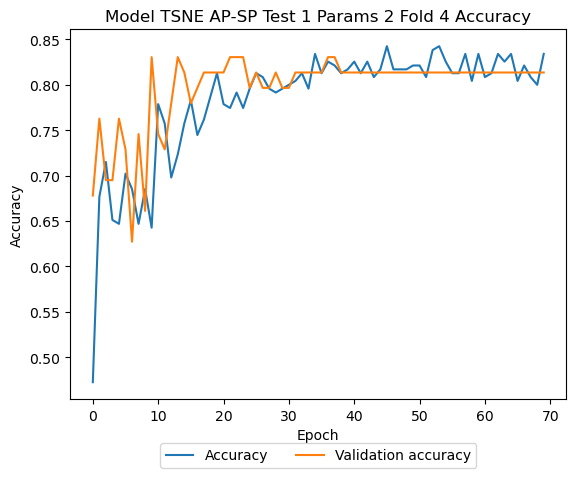 Model TSNE AP-SP Test 1 Params 2 Fold 4 Accuracy
0.85
0.80
0.75
0.70
0.65
0.60
0.55
0.50
Accuracy
0 10 20 30 40 50 60 70
Epoch
Accuracy Validation accuracy